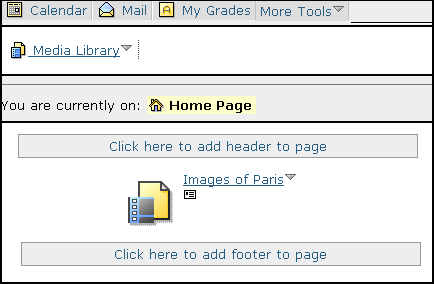 Calendar Mail My Grades More Tools
Media Library
You are currently on: Home Page
Click here to add header to page
Images of Paris
Click here to add footer to page